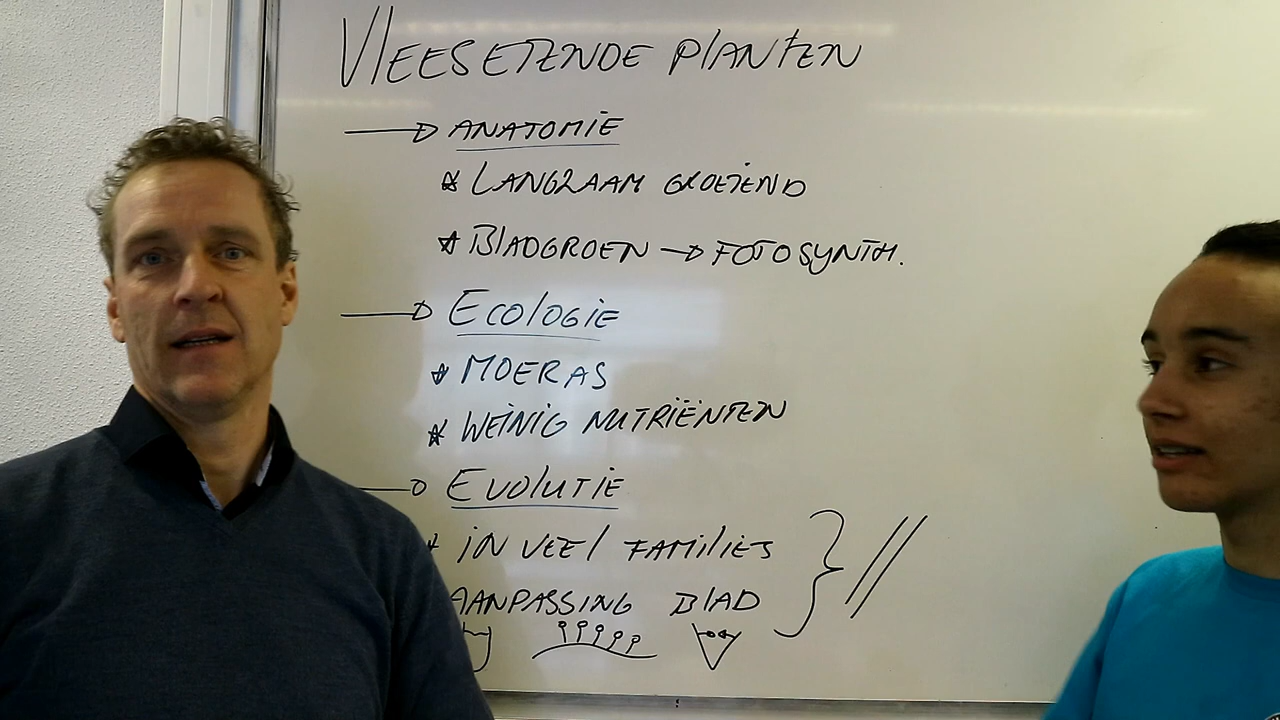 VlEESETENDE PlANTEN
ANATOMIE
LANGZAAM GROEIEND
BlADGROEN → FOTOSYNTH.
EcologiE
MOERAS
WEINIG NUTRIËNTEN
EvolutiE
IN VEEl FAMILIES
AANPASSING BlAD